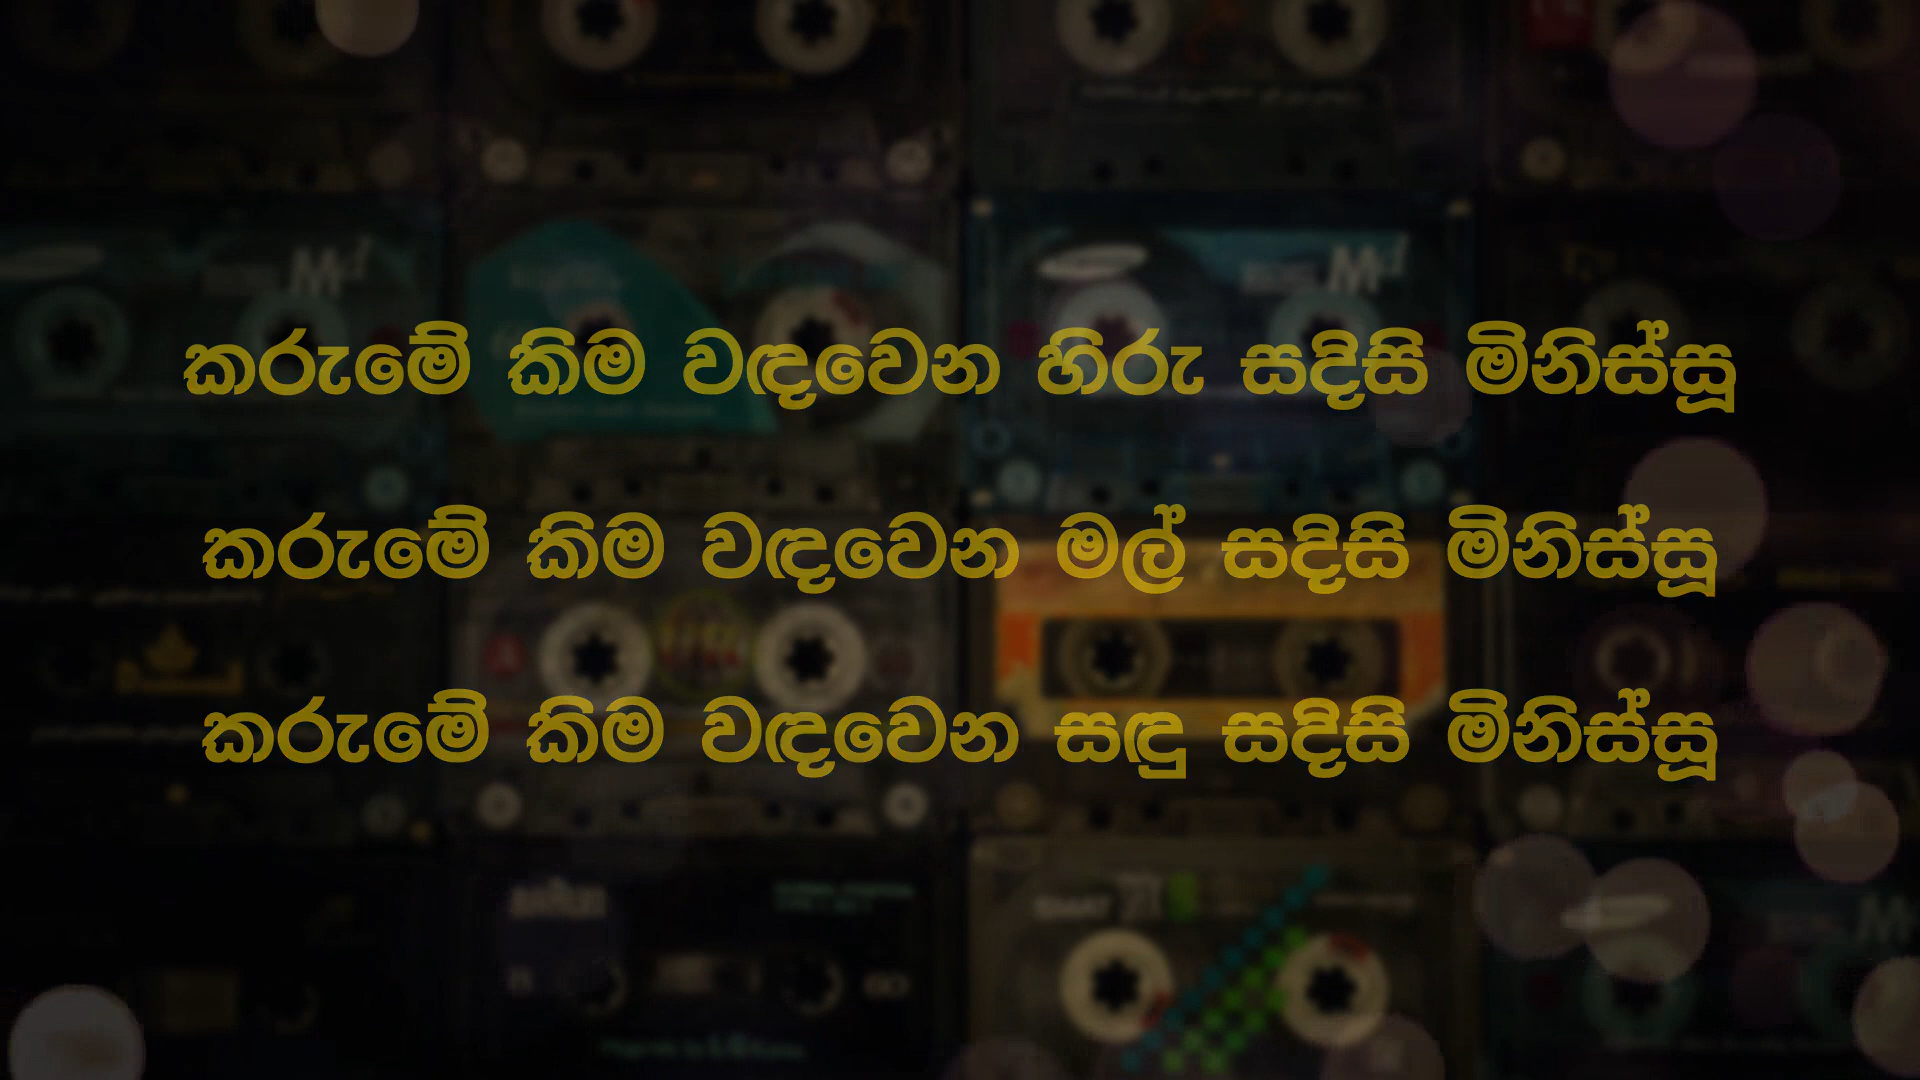 කරුමේ කිම වඳවෙන හිරු සදිසි මිනිස්සූ
කරුමේ කිම වඳවෙන මල් සදිසි මිනිස්සූ
කරුමේ කිම වඳවෙන සඳු සදිසි මිනිස්සූ